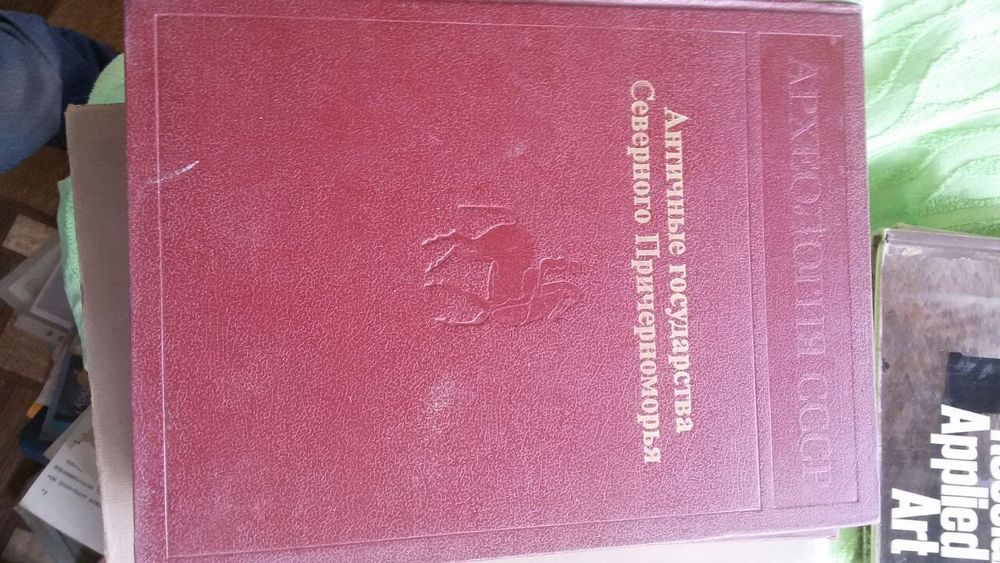 АРХЕОЛОГИЯ СССР
Античные государства
Северного Причерноморья
Applied
Art